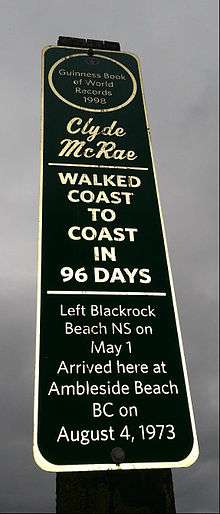 Guinness Book
of World
Records
1998
Clyde
McRae
WALKED
COAST
TO
COAST
IN
96 DAYS
Left Blackrock
Beach NS on
May 1
Arrived here at
Ambleside Beach
BC on
August 4, 1973